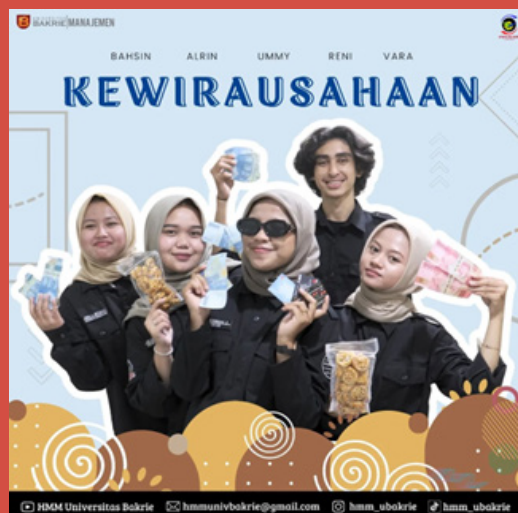 BAKRIE MANAJEMEN
BAHSIN ALRIN UMMY RENI VARA
KEWIRAUSAHAAN
HMM Universitas Bakrie hmmunivbakrie@gmail.com hmm_ubakrie hmm_ubakrie